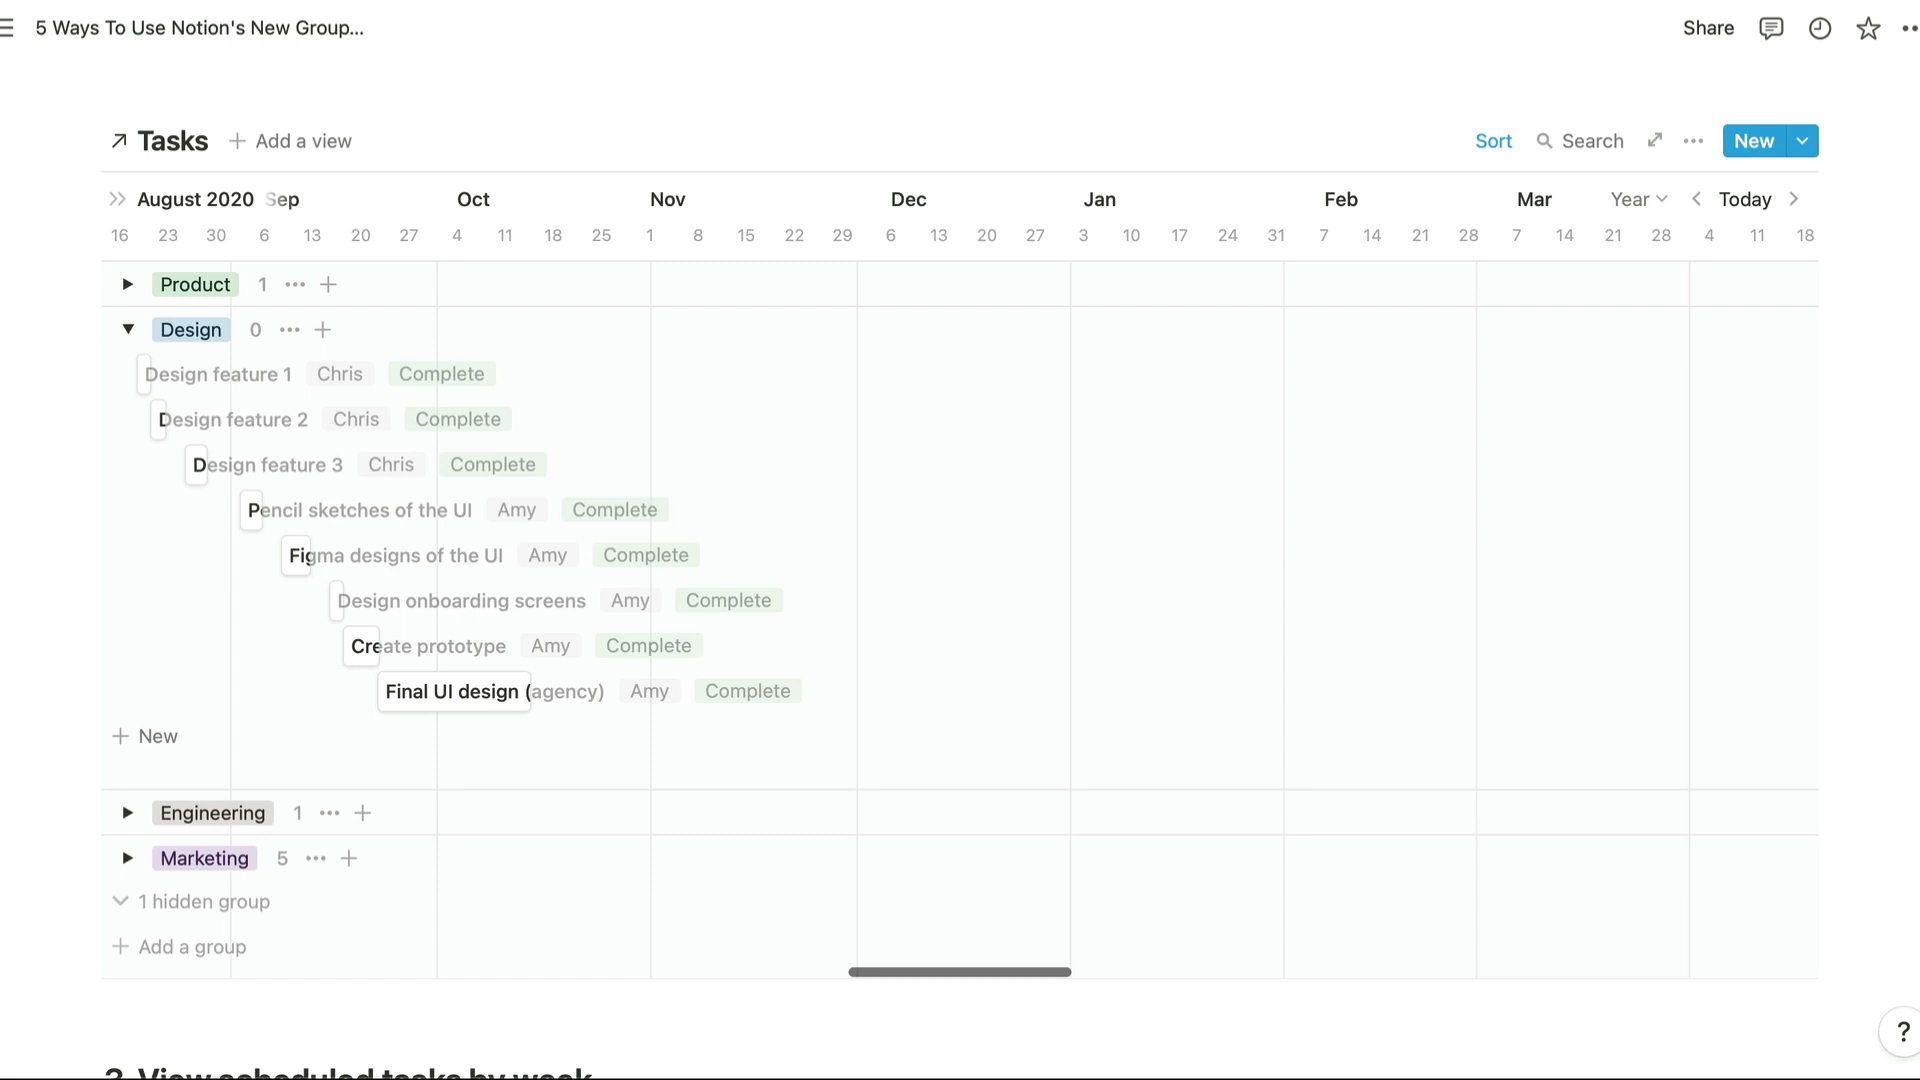 5 Ways To Use Notion's New Group...
Share
Tasks + Add a view
Sort Search New
August 2020 Sep Oct Nov Dec Jan Feb Mar Year Today
16 23 30 6 13 20 27 4 11 18 25 1 8 15 22 29 6 13 20 27 3 10 17 24 31 7 14 21 28 7 14 21 28 4 11 18
Product 1 ... +
Design 0 ... +
Design feature 1 Chris Complete
Design feature 2 Chris Complete
Design feature 3 Chris Complete
Pencil sketches of the UI Amy Complete
Figma designs of the UI Amy Complete
Design onboarding screens Amy Complete
Create prototype Amy Complete
Final UI design (agency) Amy Complete
+ New
Engineering 1 ... +
Marketing 5 ... +
1 hidden group
+ Add a group
?
View scheduled tasks by week